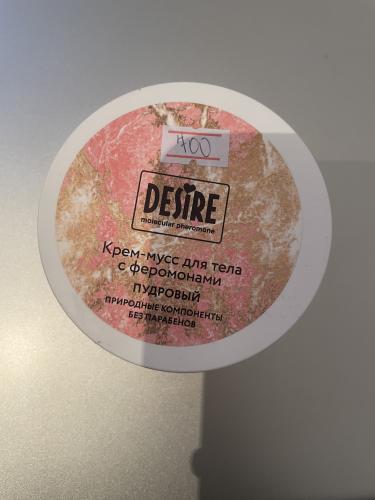 400
DESIRE
molecular pheromone
Крем-мусс для тела
с феромонами
ПУДРОВЫЙ
ПРИРОДНЫЕ КОМПОНЕНТЫ
БЕЗ ПАРАБЕНОВ